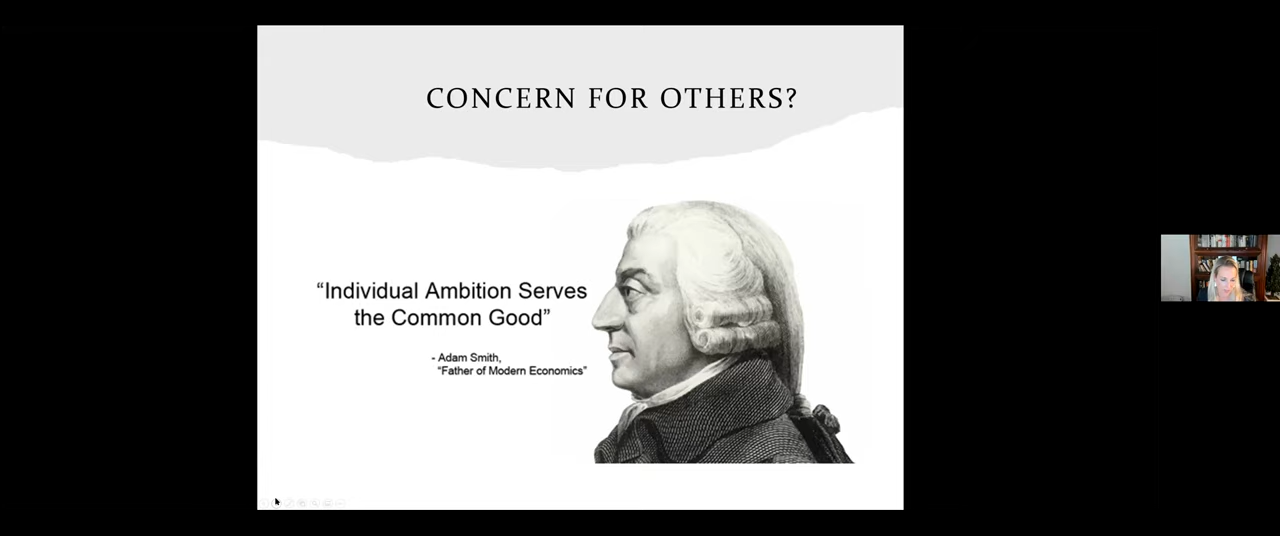 CONCERN FOR OTHERS?
“Individual Ambition Serves
the Common Good”
- Adam Smith,
“Father of Modern Economics”